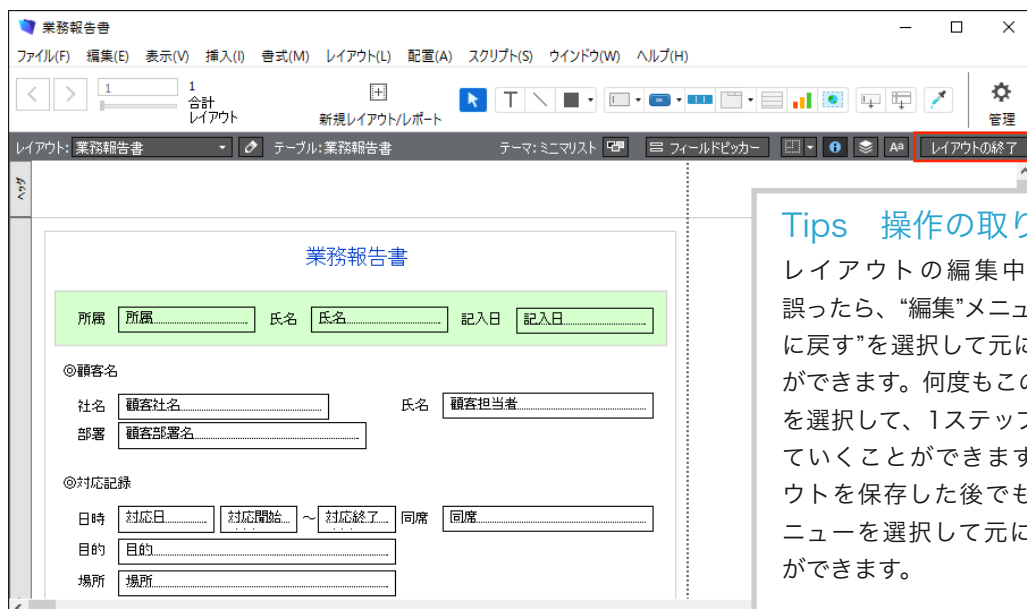 業務報告書
ファイル(F) 編集(E) 表示(V) 挿入(I) 書式(M) レイアウト(L) 配置(A) スクリプト(S) ウインドウ(W) ヘルプ(H)
1
1
合計
レイアウト
新規レイアウト/レポート
T
管理
レイアウト: 業務報告書 テーブル: 業務報告書 テーマ: ミニマリスト フィールドピッカー Aa レイアウトの終了
ヘッダ
業務報告書
所属 所属 氏名 氏名 記入日 記入日
◎顧客名
社名 顧客社名 氏名 顧客担当者
部署 顧客部署名
◎対応記録
日時 対応日 対応開始 ～ 対応終了 同席 同席
目的 目的
場所 場所
Tips 操作の取り
レイアウトの編集中
誤ったら、“編集”メニュ
に戻す”を選択して元に
ができます。何度もこの
を選択して、1ステップ
ていくことができます
ウトを保存した後でも
ニューを選択して元に
ができます。